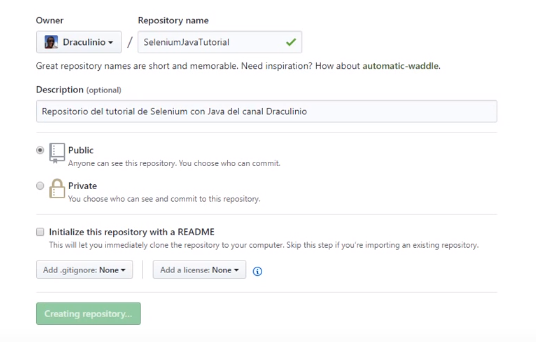 Owner Repository name
Draculinio / SeleniumJavaTutorial
Great repository names are short and memorable. Need inspiration? How about automatic-waddle.
Description (optional)
Repositorio del tutorial de Selenium con Java del canal Draculinio
Public
Anyone can see this repository. You choose who can commit.
Private
You choose who can see and commit to this repository.
Initialize this repository with a README
This will let you immediately clone the repository to your computer. Skip this step if you're importing an existing repository.
Add .gitignore: None Add a license: None
Creating repository...